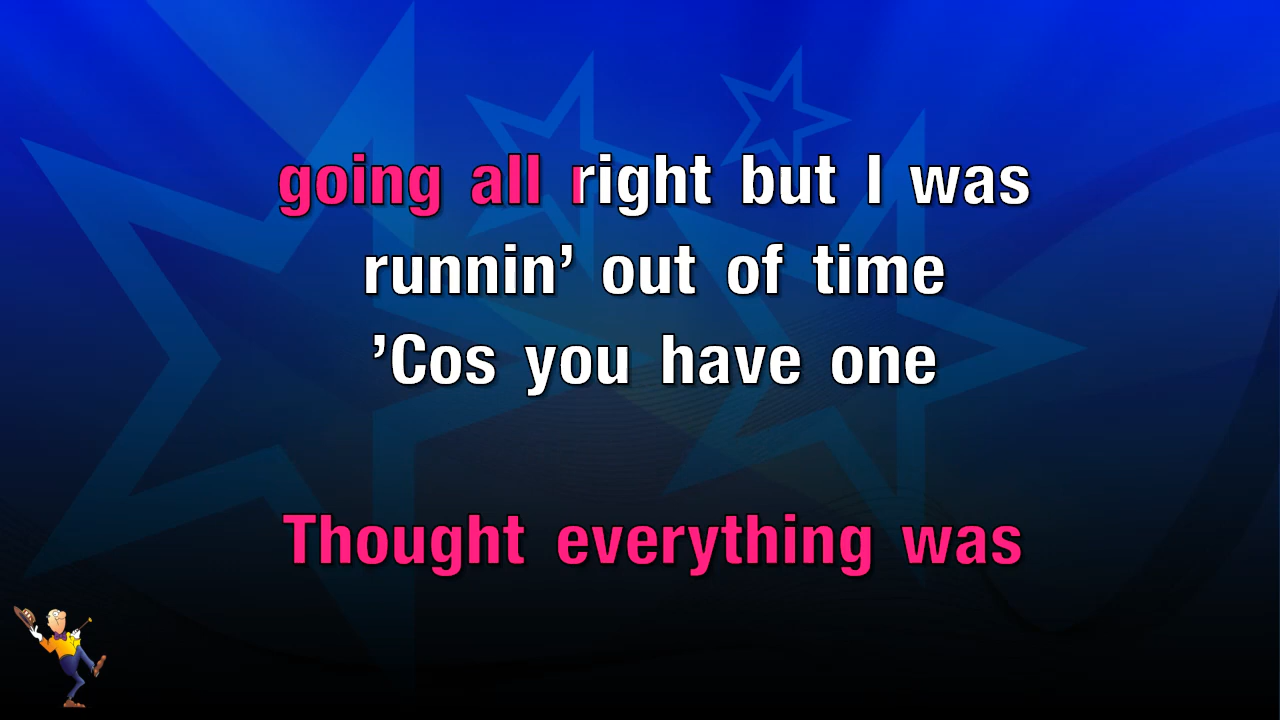 going all right but I was
runnin’ out of time
’Cos you have one
Thought everything was